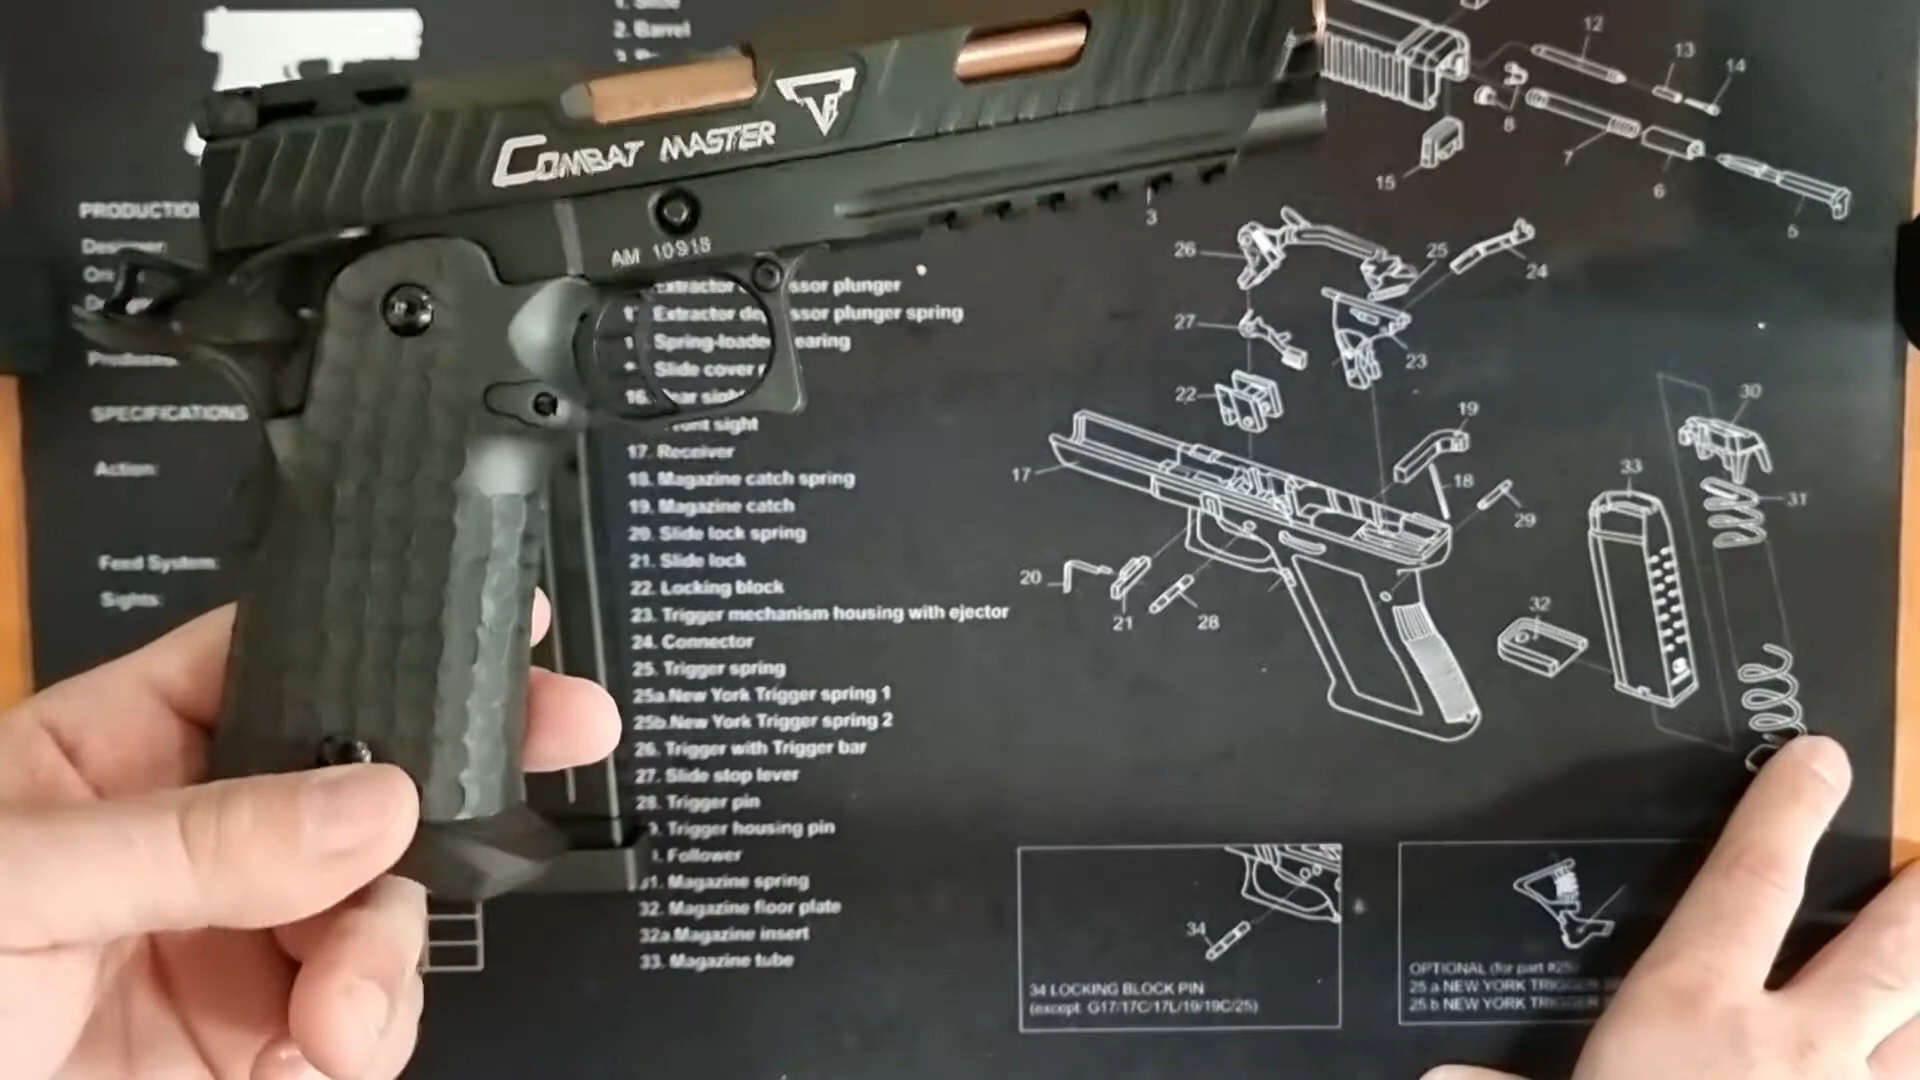 2. Barrel
COMBAT MASTER
AM 10918
PRODUCTION
Designer:
SPECIFICATIONS
Action:
Feed System:
Sights:
plunger
Extractor
plunger spring
Spring-loaded
Slide cover
16.
sight
17. Receiver
18. Magazine catch spring
19. Magazine catch
20. Slide lock spring
21. Slide lock
22. Locking block
23. Trigger mechanism housing with ejector
24. Connector
25. Trigger spring
25a.New York Trigger spring 1
25b.New York Trigger spring 2
26. Trigger with Trigger bar
27. Slide stop lever
28. Trigger pin
Trigger housing pin
Follower
31. Magazine spring
32. Magazine floor plate
32a.Magazine insert
33. Magazine tube
12
13
14
8
7
6
5
15
3
26
25
24
27
23
22
19
30
17
33
18
31
29
20
21
28
32
34
34 LOCKING BLOCK PIN
(except: G17/17C/17L/19/19C/25)
OPTIONAL (for part #25)
25 a NEW YORK TRIGGER
25 b NEW YORK TRIGGER